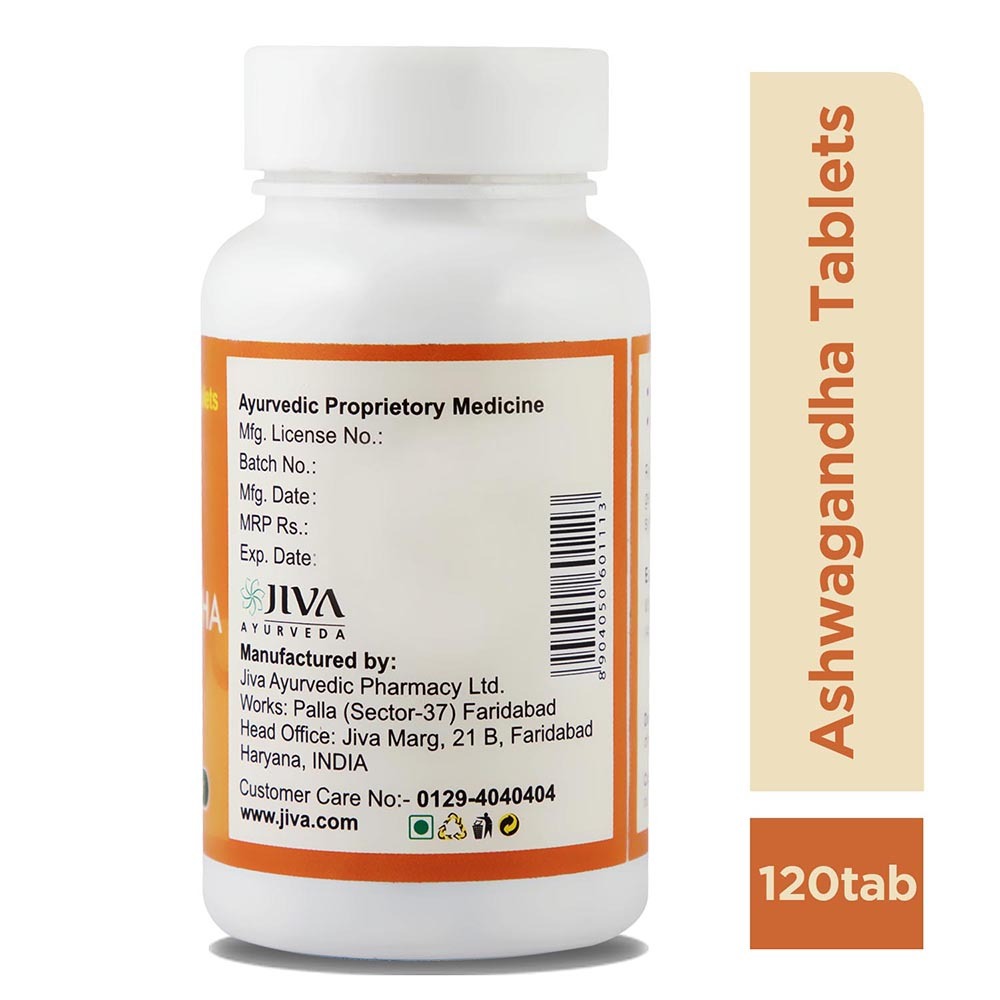 lets
HA
Ayurvedic Proprietory Medicine
Mfg. License No.:
Batch No.:
Mfg. Date:
MRP Rs.:
Exp. Date:
JIVA
AYURVEDA
Manufactured by:
Jiva Ayurvedic Pharmacy Ltd.
Works: Palla (Sector-37) Faridabad
Head Office: Jiva Marg, 21 B, Faridabad
Haryana, INDIA
Customer Care No:- 0129-4040404
www.jiva.com
8904050601113
Ashwagandha Tablets
120tab